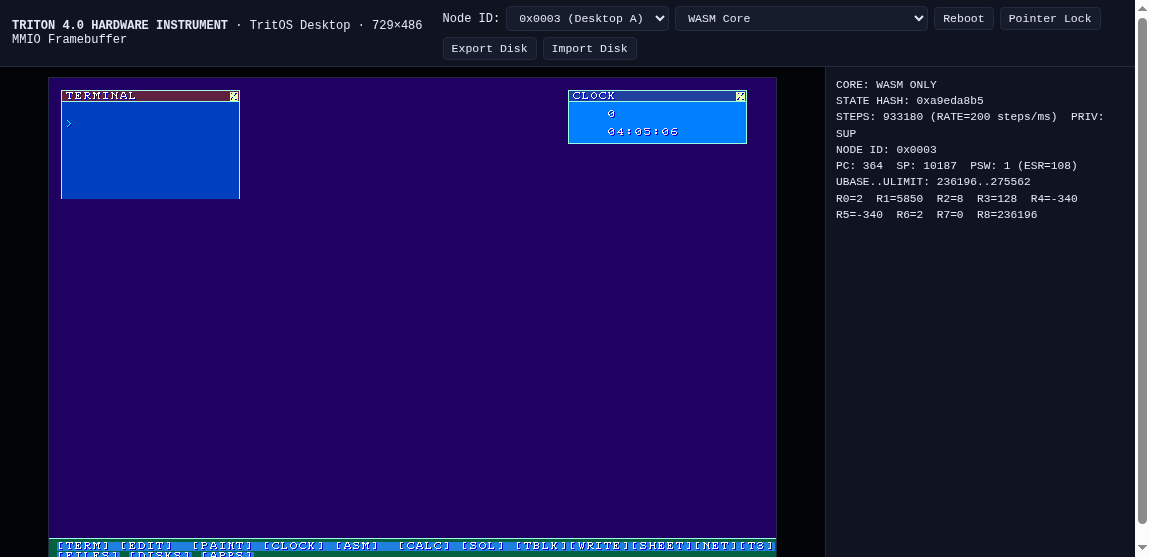 TRITON 4.0 HARDWARE INSTRUMENT · TritOS Desktop · 729×486
MMIO Framebuffer
Node ID: 0x0003 (Desktop A) WASM Core Reboot Pointer Lock
Export Disk Import Disk
TERMINAL
>
CLOCK
0
04:05:06
CORE: WASM ONLY
STATE HASH: 0xa9eda8b5
STEPS: 933180 (RATE=200 steps/ms) PRIV:
SUP
NODE ID: 0x0003
PC: 364 SP: 10187 PSW: 1 (ESR=108)
UBASE..ULIMIT: 236196..275562
R0=2 R1=5850 R2=8 R3=128 R4=-340
R5=-340 R6=2 R7=0 R8=236196
[TERM] [EDIT] [PAINT] [CLOCK] [ASM] [CALC] [SOL] [TBLK][WRITE][SHEET][NET][T3]
[FILES] [DISKS] [APPS]